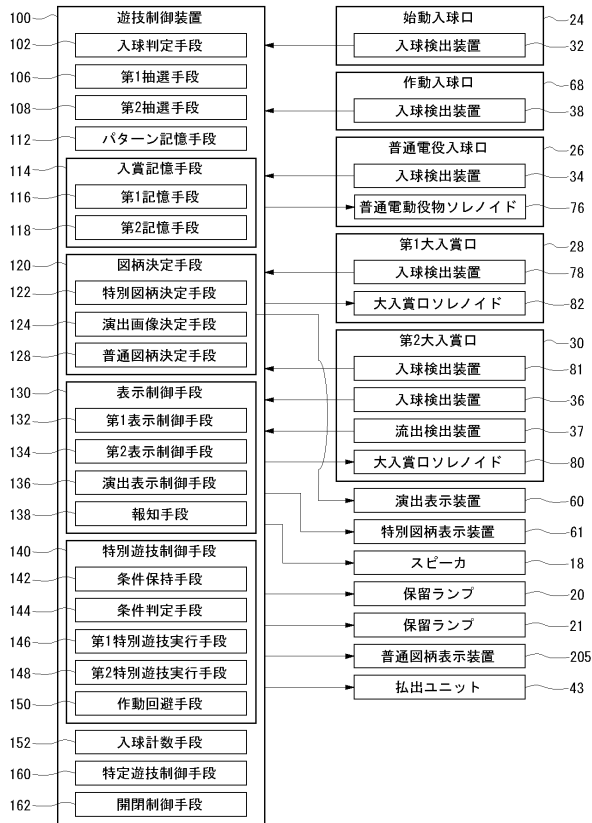 100 遊技制御装置
102 入球判定手段
106 第1抽選手段
108 第2抽選手段
112 パターン記憶手段
114 入賞記憶手段
116 第1記憶手段
118 第2記憶手段
120 図柄決定手段
122 特別図柄決定手段
124 演出画像決定手段
128 普通図柄決定手段
130 表示制御手段
132 第1表示制御手段
134 第2表示制御手段
136 演出表示制御手段
138 報知手段
140 特別遊技制御手段
142 条件保持手段
144 条件判定手段
146 第1特別遊技実行手段
148 第2特別遊技実行手段
150 作動回避手段
152 入球計数手段
160 特定遊技制御手段
162 開閉制御手段
始動入球口 24
入球検出装置 32
作動入球口 68
入球検出装置 38
普通電役入球口 26
入球検出装置 34
普通電動役物ソレノイド 76
第1大入賞口 28
入球検出装置 78
大入賞口ソレノイド 82
第2大入賞口 30
入球検出装置 81
入球検出装置 36
流出検出装置 37
大入賞口ソレノイド 80
演出表示装置 60
特別図柄表示装置 61
スピーカ 18
保留ランプ 20
保留ランプ 21
普通図柄表示装置 205
払出ユニット 43